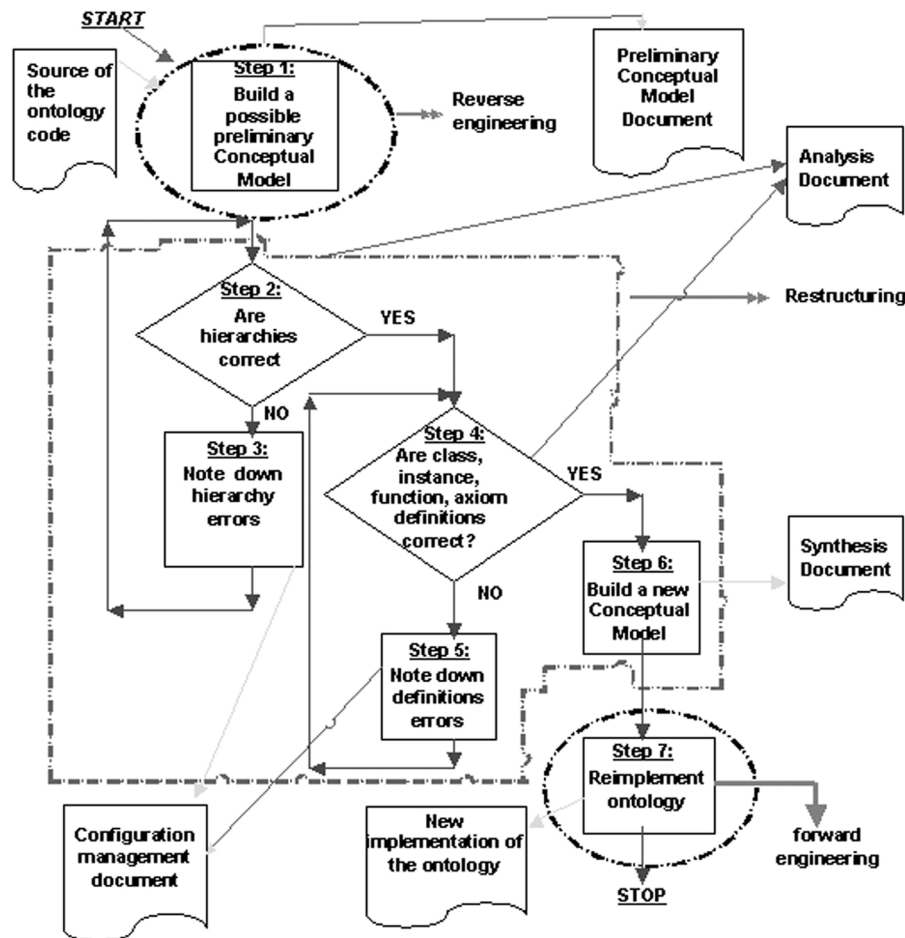 START
Source of
the
ontology
code
Step 1:
Build a
possible
preliminary
Conceptual
Model
Reverse
engineering
Preliminary
Conceptual
Model
Document
Analysis
Document
Restructuring
Step 2:
Are
hierarchies
correct
YES
NO
Step 3:
Note down
hierarchy
errors
Step 4:
Are class,
instance,
function, axiom
definitions
correct?
YES
NO
Step 5:
Note down
definitions
errors
Step 6:
Build a new
Conceptual
Model
Synthesis
Document
Step 7:
Reimplement
ontology
forward
engineering
STOP
New
implementation of
the ontology
Configuration
management
document